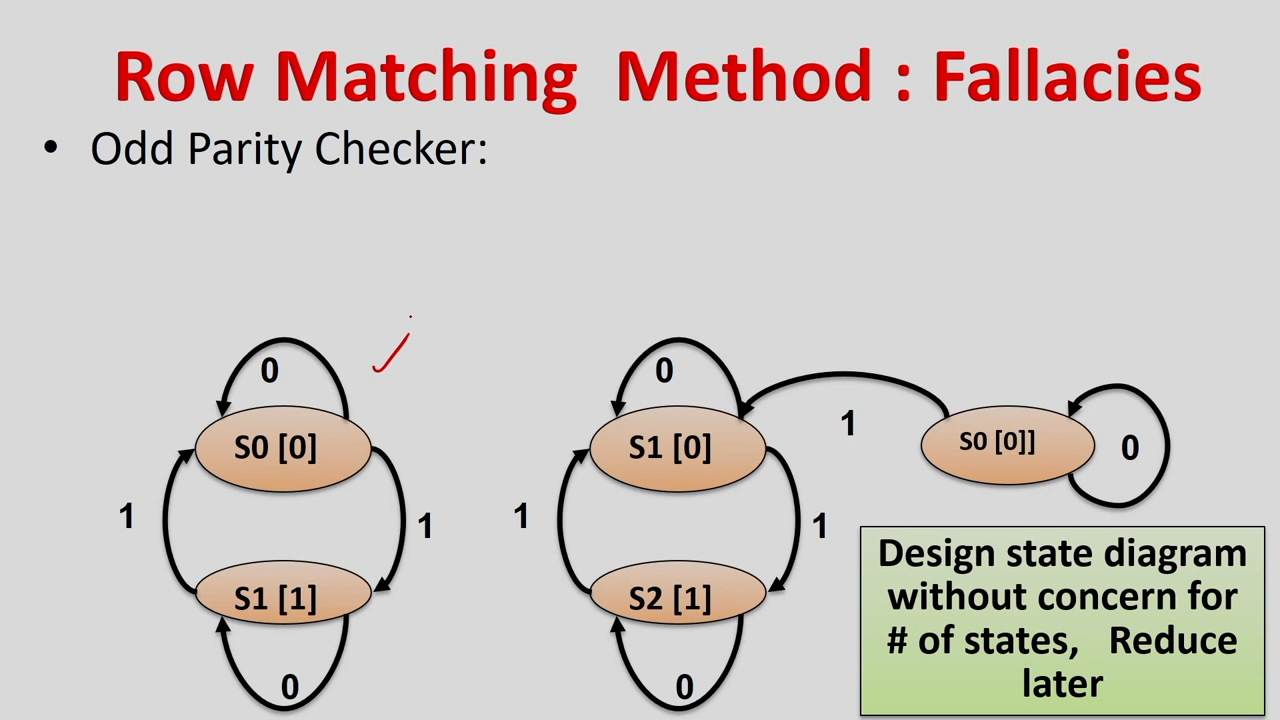 Row Matching Method : Fallacies
• Odd Parity Checker:
0
S0 [0]
1
1
S1 [1]
0
0
S1 [0]
1
1
S2 [1]
0
1
S0 [0]]
0
Design state diagram
without concern for
# of states, Reduce
later